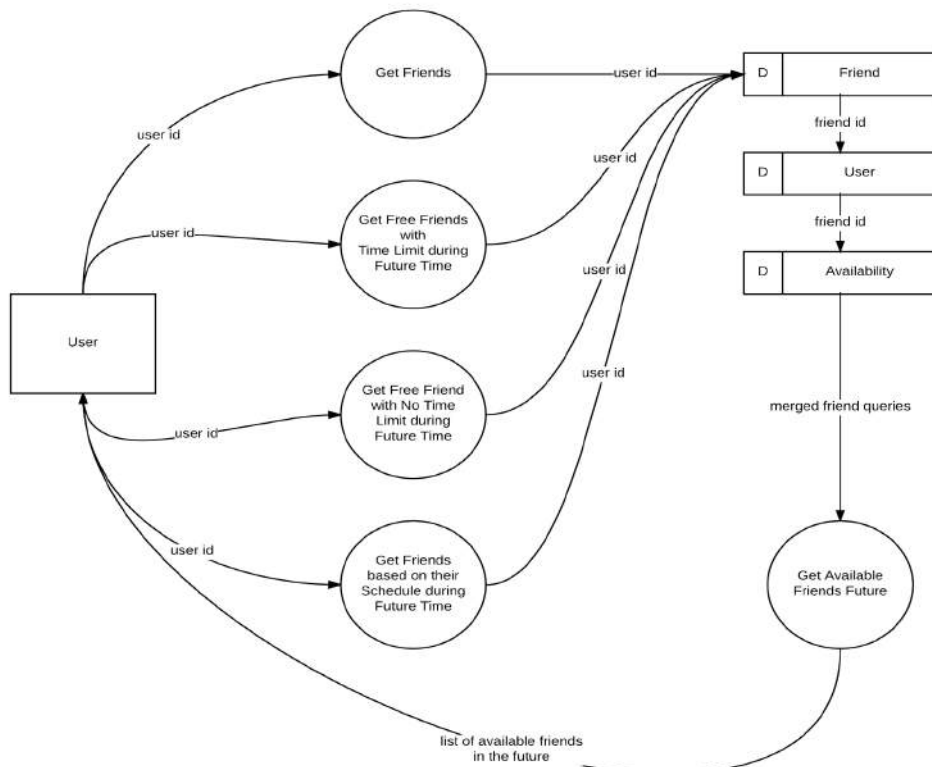 Get Friends
user id
D
Friend
user id
friend id
user id
D
User
user id
Get Free Friends
with
Time Limit during
Future Time
friend id
user id
D
Availability
User
user id
Get Free Friend
with No Time
Limit during
Future Time
merged friend queries
user id
user id
Get Friends
based on their
Schedule during
Future Time
Get Available
Friends Future
list of available friends
in the future